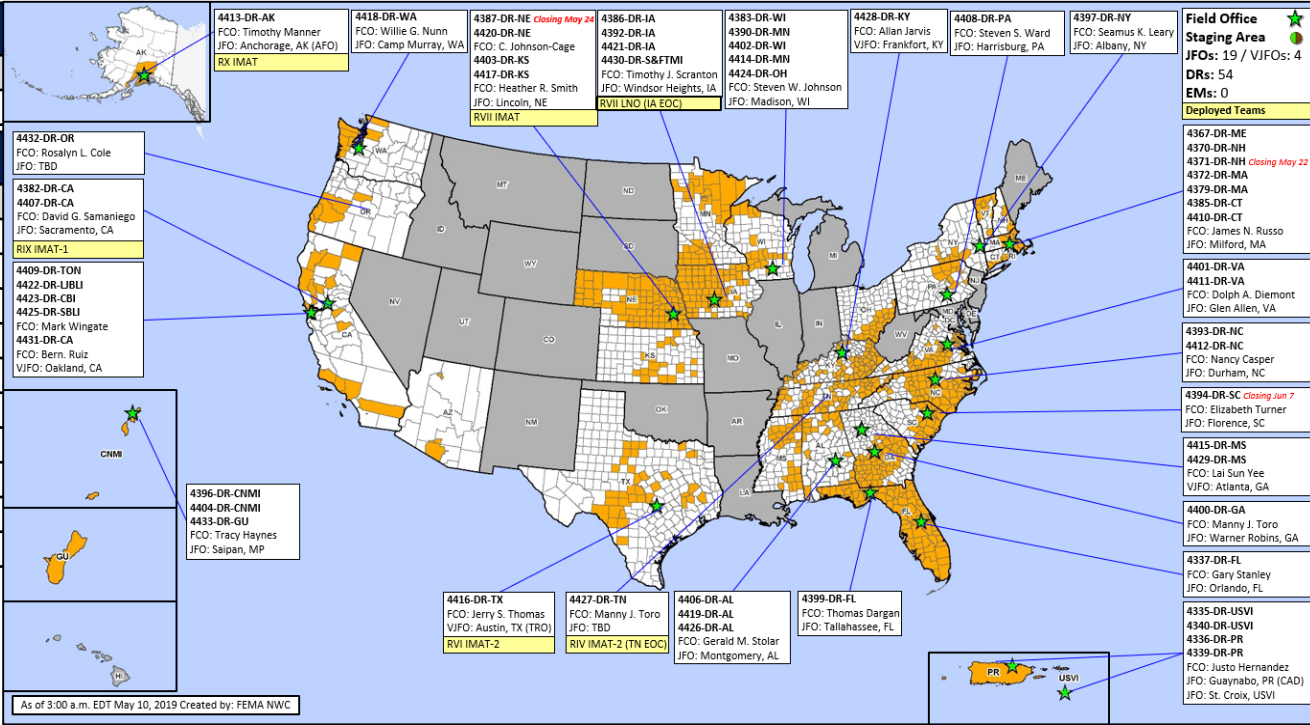 4413-DR-AK
FCO: Timothy Manner
JFO: Anchorage, AK (AFO)
RX IMAT
4418-DR-WA
FCO: Willie G. Nunn
JFO: Camp Murray, WA
4387-DR-NE Closing May 24
4420-DR-NE
FCO: C. Johnson-Cage
4403-DR-KS
4417-DR-KS
FCO: Heather R. Smith
JFO: Lincoln, NE
RVII IMAT
4386-DR-IA
4392-DR-IA
4421-DR-IA
4430-DR-S&FTMI
FCO: Timothy J. Scranton
JFO: Windsor Heights, IA
RVII LNO (IA EOC)
4383-DR-WI
4390-DR-MN
4402-DR-WI
4414-DR-MN
4424-DR-OH
FCO: Steven W. Johnson
JFO: Madison, WI
4428-DR-KY
FCO: Allan Jarvis
VJFO: Frankfort, KY
4408-DR-PA
FCO: Steven S. Ward
JFO: Harrisburg, PA
4397-DR-NY
FCO: Seamus K. Leary
JFO: Albany, NY
Field Office
Staging Area
JFOs: 19 / VJFOs: 4
DRs: 54
EMs: 0
Deployed Teams
4432-DR-OR
FCO: Rosalyn L. Cole
JFO: TBD
4382-DR-CA
4407-DR-CA
FCO: David G. Samaniego
JFO: Sacramento, CA
RIX IMAT-1
4409-DR-TON
4422-DR-LJBLI
4423-DR-CBI
4425-DR-SBLI
FCO: Mark Wingate
4431-DR-CA
FCO: Bern. Ruiz
VJFO: Oakland, CA
4367-DR-ME
4370-DR-NH
4371-DR-NH Closing May 22
4372-DR-MA
4379-DR-MA
4385-DR-CT
4410-DR-CT
FCO: James N. Russo
JFO: Milford, MA
4401-DR-VA
4411-DR-VA
FCO: Dolph A. Diemont
JFO: Glen Allen, VA
4393-DR-NC
4412-DR-NC
FCO: Nancy Casper
JFO: Durham, NC
4394-DR-SC Closing Jun 7
FCO: Elizabeth Turner
JFO: Florence, SC
4415-DR-MS
4429-DR-MS
FCO: Lai Sun Yee
VJFO: Atlanta, GA
4400-DR-GA
FCO: Manny J. Toro
JFO: Warner Robins, GA
4337-DR-FL
FCO: Gary Stanley
JFO: Orlando, FL
4335-DR-USVI
4340-DR-USVI
4336-DR-PR
4339-DR-PR
FCO: Justo Hernandez
JFO: Guaynabo, PR (CAD)
JFO: St. Croix, USVI
4396-DR-CNMI
4404-DR-CNMI
4433-DR-GU
FCO: Tracy Haynes
JFO: Saipan, MP
4416-DR-TX
FCO: Jerry S. Thomas
VJFO: Austin, TX (TRO)
RVI IMAT-2
4427-DR-TN
FCO: Manny J. Toro
JFO: TBD
RIV IMAT-2 (TN EOC)
4406-DR-AL
4419-DR-AL
4426-DR-AL
FCO: Gerald M. Stolar
JFO: Montgomery, AL
4399-DR-FL
FCO: Thomas Dargan
JFO: Tallahassee, FL
AK
WA
MT
ND
MN
ME
VT
NH
OR
ID
SD
WI
MI
NY
MA
CT
RI
WY
NE
IA
PA
NJ
NV
UT
CO
KS
MO
IL
IN
OH
WV
MD
DE
DC
VA
CA
AZ
NM
OK
AR
KY
TN
NC
SC
TX
LA
MS
AL
GA
FL
CNMI
GU
HI
PR
USVI
As of 3:00 a.m. EDT May 10, 2019 Created by: FEMA NWC